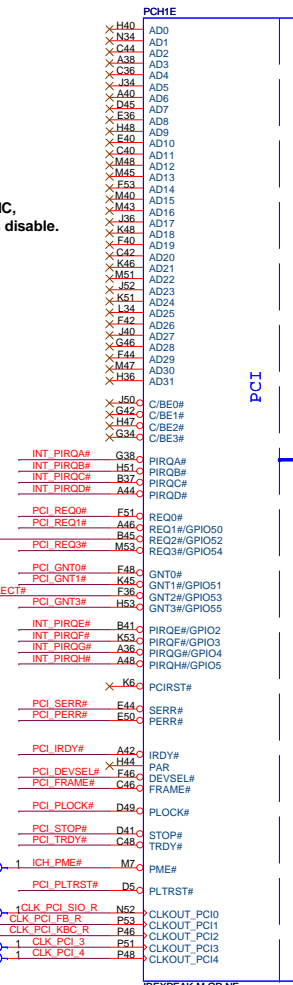 PCH1E
H40 AD0
N34 AD1
C44 AD2
A38 AD3
C36 AD4
J34 AD5
A40 AD6
D45 AD7
E36 AD8
H48 AD9
E40 AD10
C40 AD11
M48 AD12
M45 AD13
F53 AD14
M40 AD15
M43 AD16
J36 AD17
K48 AD18
F40 AD19
C42 AD20
K46 AD21
M51 AD22
J52 AD23
K51 AD24
L34 AD25
F42 AD26
J40 AD27
G46 AD28
F44 AD29
M47 AD30
H36 AD31
disable.
PCI
J50 C/BE0#
G42 C/BE1#
H47 C/BE2#
G34 C/BE3#
INT_PIRQA# G38 PIRQA#
INT_PIRQB# H51 PIRQB#
INT_PIRQC# B37 PIRQC#
INT_PIRQD# A44 PIRQD#
PCI_REQ0# F51 REQ0#
PCI_REQ1# A46 REQ1#/GPIO50
B45 REQ2#/GPIO52
PCI_REQ3# M53 REQ3#/GPIO54
PCI_GNT0# F48 GNT0#
PCI_GNT1# K45 GNT1#/GPIO51
F36 GNT2#/GPIO53
PCI_GNT3# H53 GNT3#/GPIO55
INT_PIRQE# B41 PIRQE#/GPIO2
INT_PIRQF# K53 PIRQF#/GPIO3
INT_PIRQG# A36 PIRQG#/GPIO4
INT_PIRQH# A48 PIRQH#/GPIO5
K6 PCIRST#
PCI_SERR# E44 SERR#
PCI_PERR# E50 PERR#
PCI_IRDY# A42 IRDY#
H44 PAR
PCI_DEVSEL# F46 DEVSEL#
PCI_FRAME# C46 FRAME#
PCI_PLOCK# D49 PLOCK#
PCI_STOP# D41 STOP#
PCI_TRDY# C48 TRDY#
1 ICH_PME# M7 PME#
PCI_PLTRST# D5 PLTRST#
1 CLK_PCI_SIO_R N52 CLKOUT_PCI0
CLK_PCI_FB_R P53 CLKOUT_PCI1
CLK_PCI_KBC_R P46 CLKOUT_PCI2
1 CLK_PCI_3 P51 CLKOUT_PCI3
1 CLK_PCI_4 P48 CLKOUT_PCI4